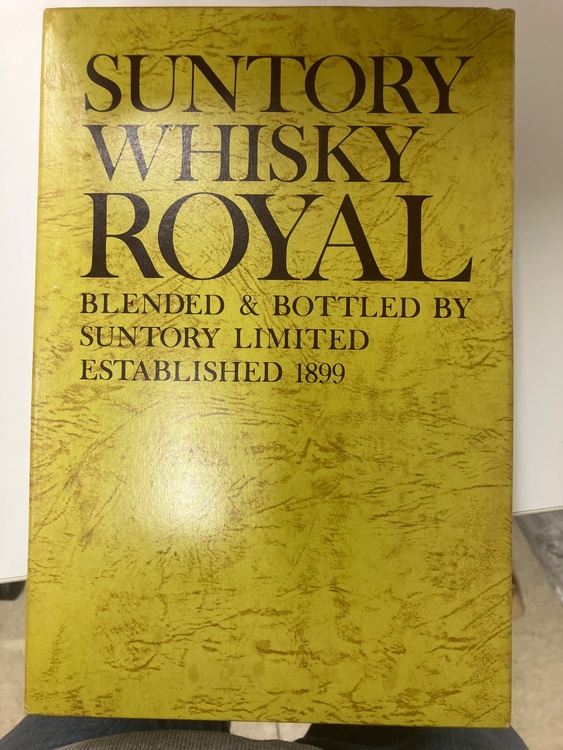 SUNTORY
WHISKY
ROYAL
BLENDED & BOTTLED BY
SUNTORY LIMITED
ESTABLISHED 1899